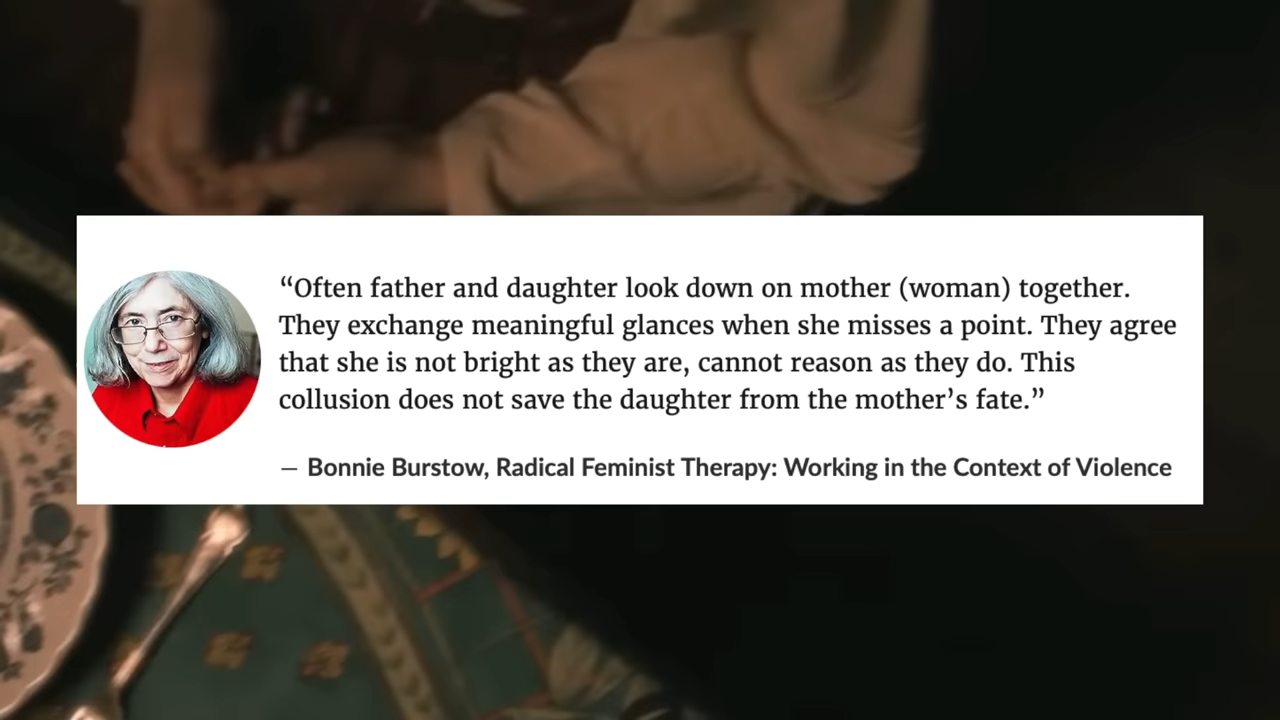 “Often father and daughter look down on mother (woman) together.
They exchange meaningful glances when she misses a point. They agree
that she is not bright as they are, cannot reason as they do. This
collusion does not save the daughter from the mother’s fate.”
― Bonnie Burstow, Radical Feminist Therapy: Working in the Context of Violence